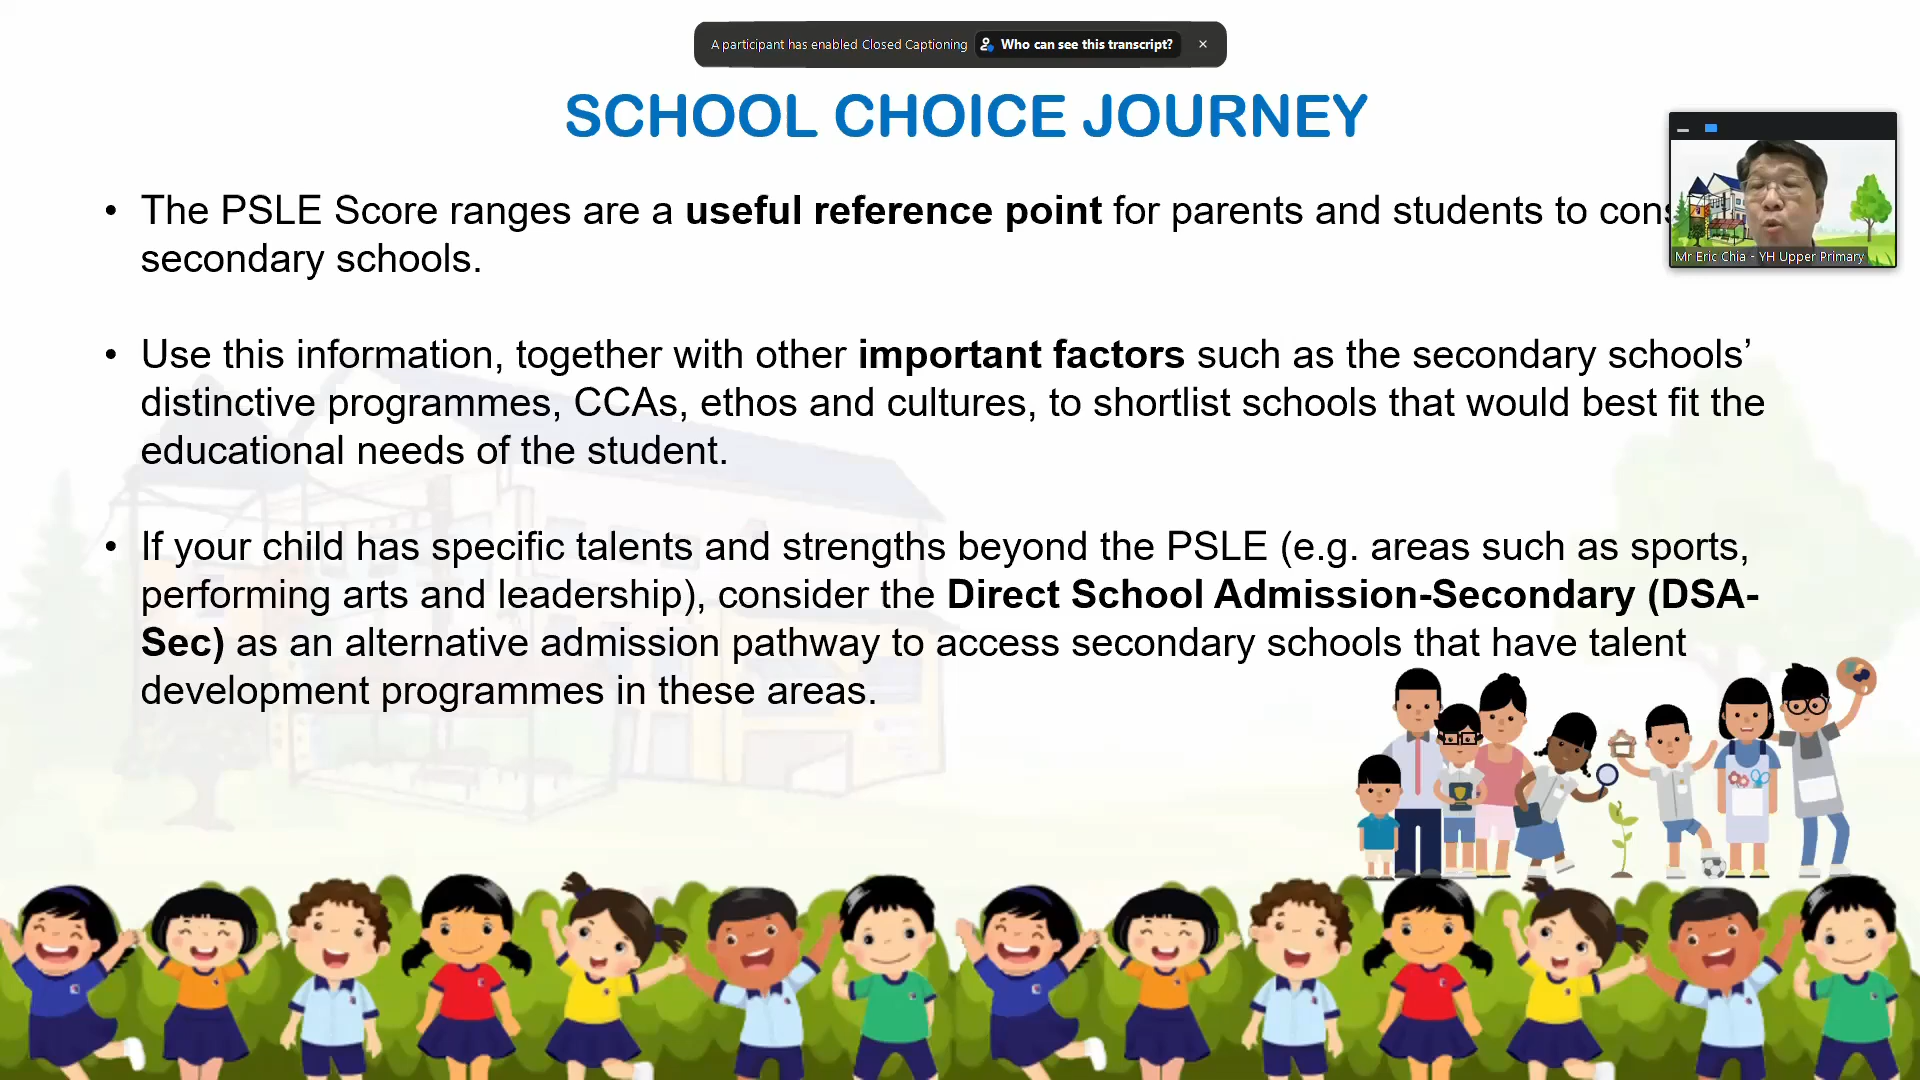 A participant has enabled Closed Captioning Who can see this transcript? ×
SCHOOL CHOICE JOURNEY
• The PSLE Score ranges are a useful reference point for parents and students to
secondary schools.
• Use this information, together with other important factors such as the secondary schools’
distinctive programmes, CCAs, ethos and cultures, to shortlist schools that would best fit the
educational needs of the student.
• If your child has specific talents and strengths beyond the PSLE (e.g. areas such as sports,
performing arts and leadership), consider the Direct School Admission-Secondary (DSA-
Sec) as an alternative admission pathway to access secondary schools that have talent
development programmes in these areas.
Mr Eric Chia - YH Upper Primary